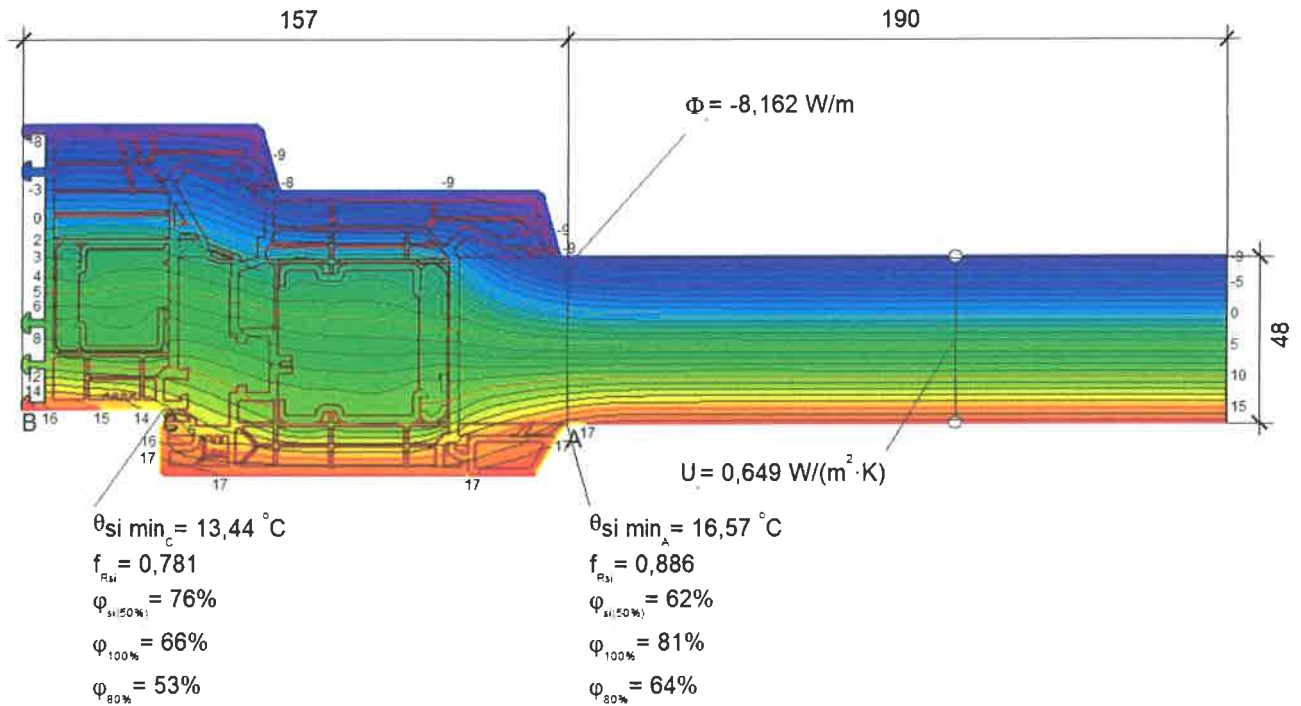 157
190
Φ = -8,162 W/m
-8
-3
0
2
3
4
5
6
8
12
14
B
16
15
14
C
16
17
17
17
-9
-8
-9
-9
-9
17
A
17
-9
-5
0
5
10
15
48
U = 0,649 W/(m²·K)
θsi min_C = 13,44 °C
f_Rsi = 0,781
φ_si(50%) = 76%
φ_100% = 66%
φ_80% = 53%
θsi min_A = 16,57 °C
f_Rsi = 0,886
φ_si(50%) = 62%
φ_100% = 81%
φ_80% = 64%